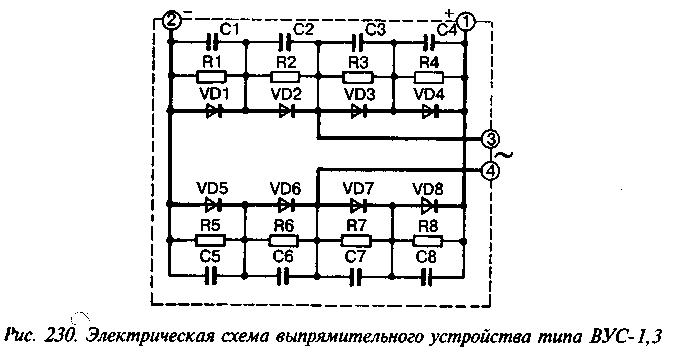 2 − + 1
C1 C2 C3 C4
R1 R2 R3 R4
VD1 VD2 VD3 VD4
3
~
4
VD5 VD6 VD7 VD8
R5 R6 R7 R8
C5 C6 C7 C8
Рис. 230. Электрическая схема выпрямительного устройства типа ВУС-1,3